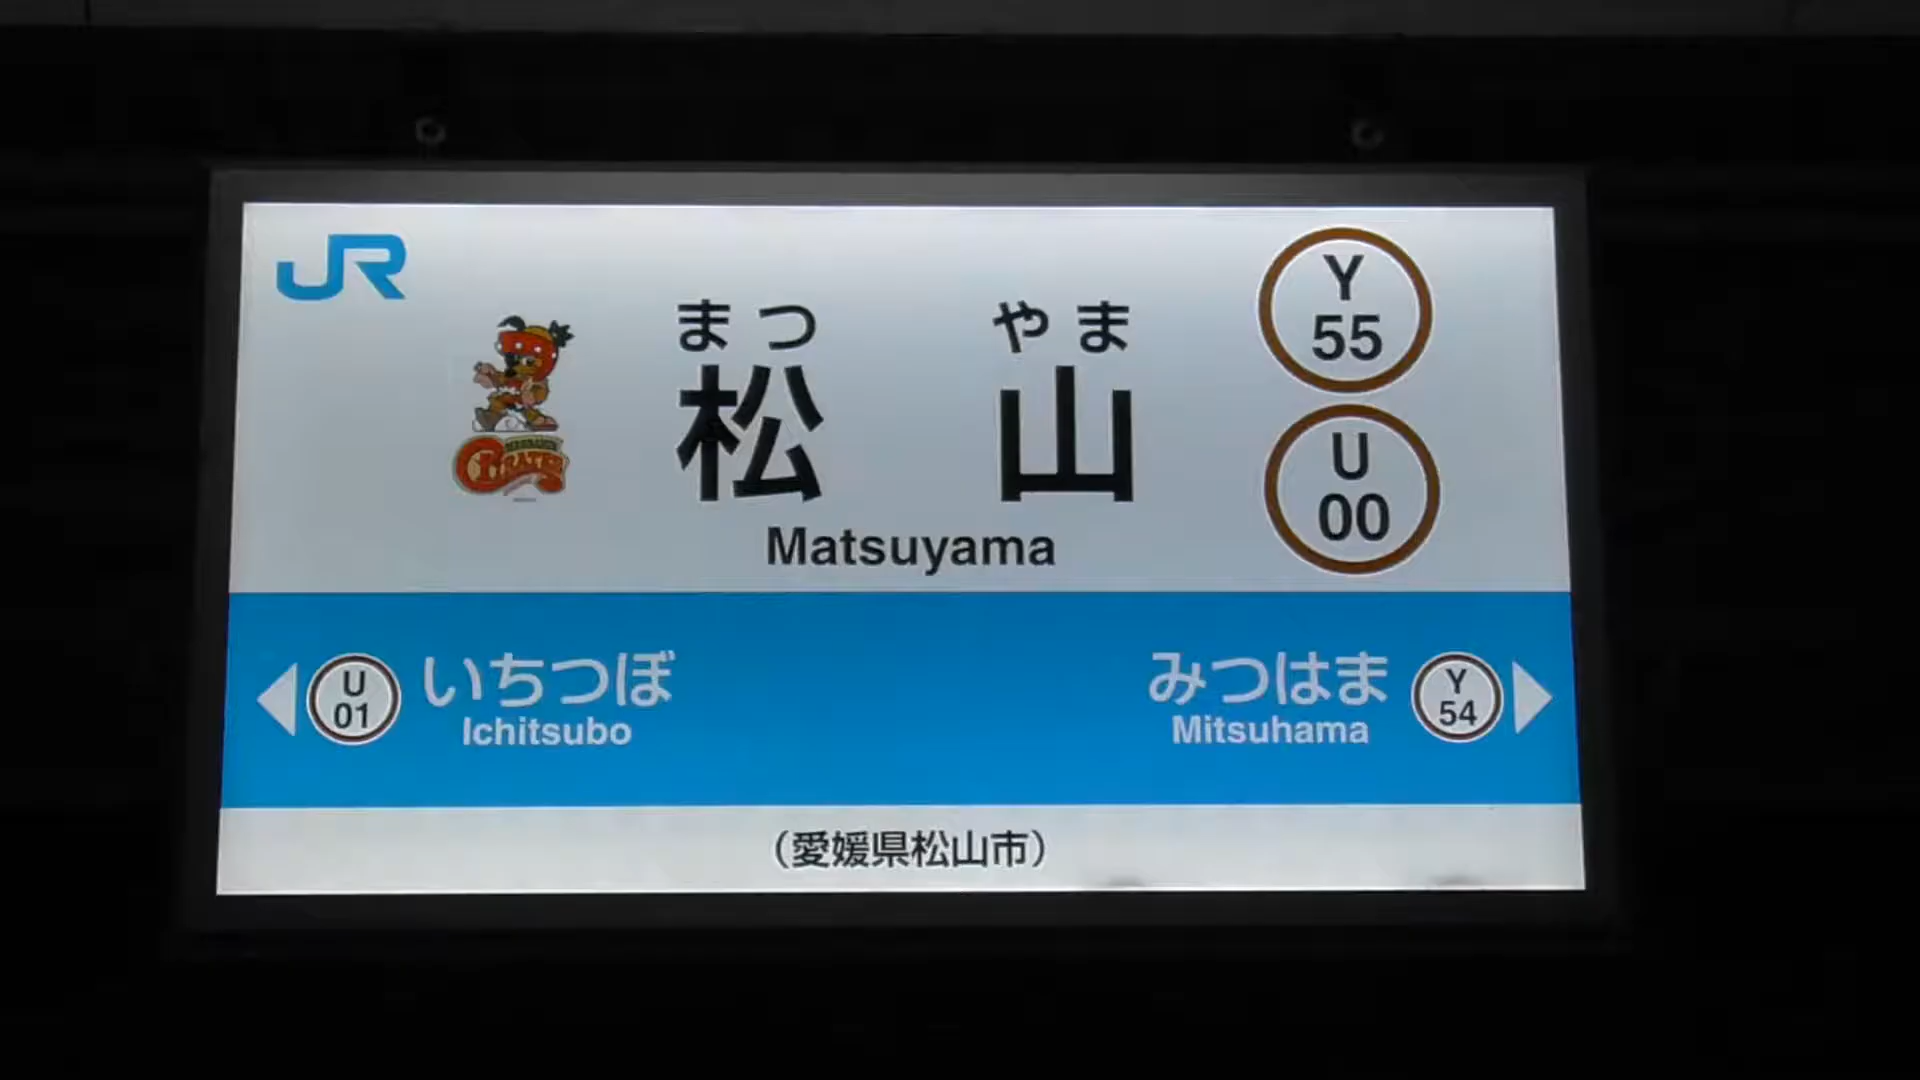 JR
まつ やま
松 山
Matsuyama
Y
55
U
00
U
01
いちつぼ
Ichitsubo
みつはま
Mitsuhama
Y
54
(愛媛県松山市)